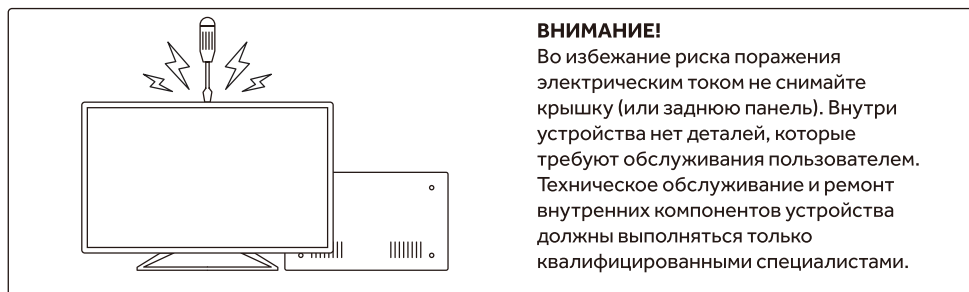 ВНИМАНИЕ!
Во избежание риска поражения
электрическим током не снимайте
крышку (или заднюю панель). Внутри
устройства нет деталей, которые
требуют обслуживания пользователем.
Техническое обслуживание и ремонт
внутренних компонентов устройства
должны выполняться только
квалифицированными специалистами.